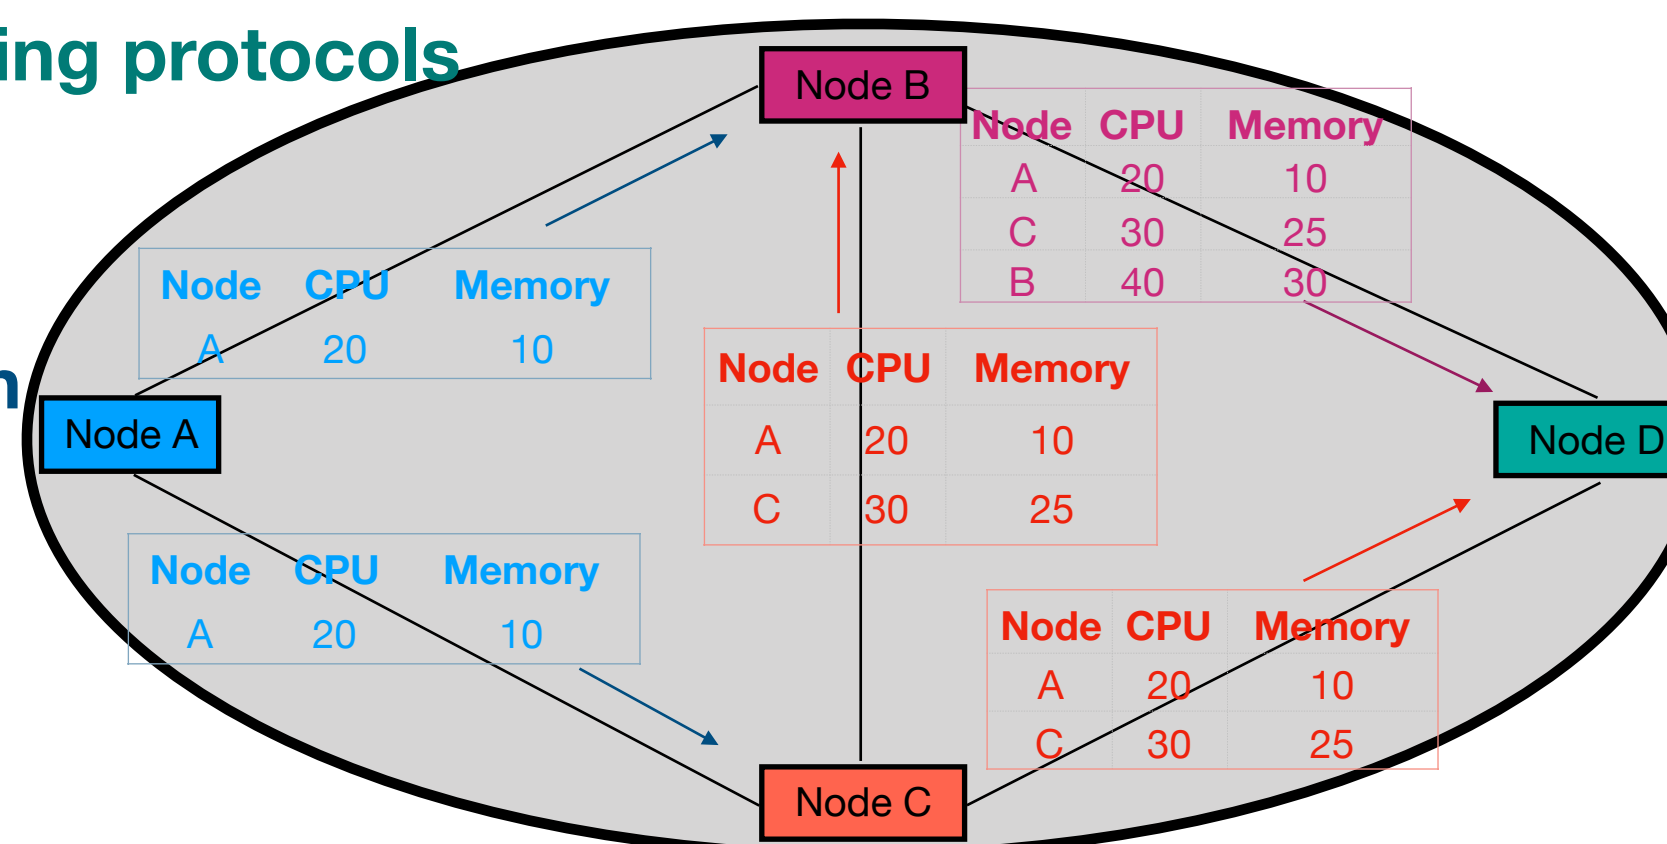 ing protocols
Node B
Node CPU Memory
A 20 10
C 30 25
B 40 30
Node CPU Memory
A 20 10
Node CPU Memory
A 20 10
C 30 25
n
Node A
Node D
Node CPU Memory
A 20 10
Node CPU Memory
A 20 10
C 30 25
Node C